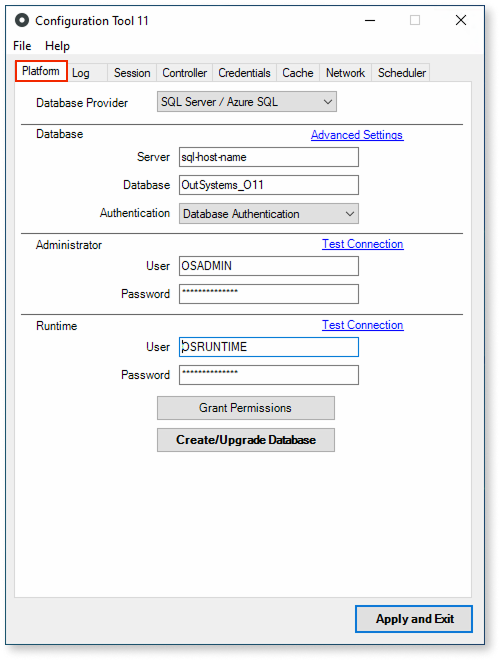 Configuration Tool 11
File Help
Platform Log Session Controller Credentials Cache Network Scheduler
Database Provider SQL Server / Azure SQL
Database Advanced Settings
Server sql-host-name
Database OutSystems_O11
Authentication Database Authentication
Administrator Test Connection
User OSADMIN
Password **************
Runtime Test Connection
User OSRUNTIME
Password **************
Grant Permissions
Create/Upgrade Database
Apply and Exit